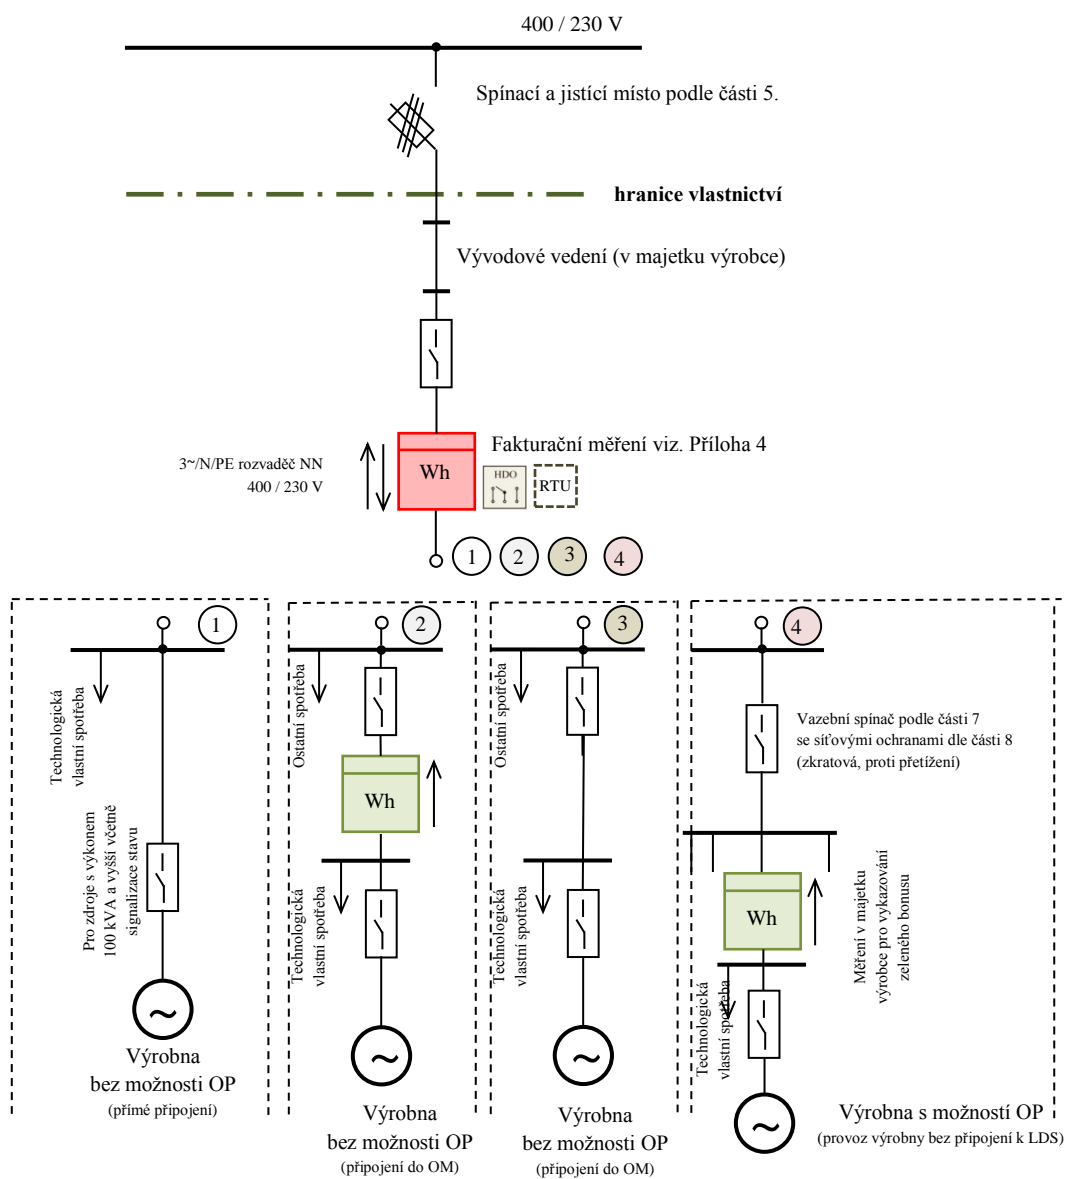 400 / 230 V
Spínací a jistící místo podle části 5.
hranice vlastnictví
Vývodové vedení (v majetku výrobce)
Fakturační měření viz. Příloha 4
3~/N/PE rozvaděč NN
400 / 230 V
Wh
HDO
RTU
1
2
3
4
1
Technologická
vlastní spotřeba
Pro zdroje s výkonem
100 kVA a vyšší včetně
signalizace stavu
~
Výrobna
bez možnosti OP
(přímé připojení)
2
Ostatní spotřeba
Wh
Technologická
vlastní spotřeba
~
Výrobna
bez možnosti OP
(připojení do OM)
3
Ostatní spotřeba
Technologická
vlastní spotřeba
~
Výrobna
bez možnosti OP
(připojení do OM)
4
Vazební spínač podle části 7
se síťovými ochranami dle části 8
(zkratová, proti přetížení)
Wh
Měření v majetku
výrobce pro vykazování
zeleného bonusu
Technologická
vlastní spotřeba
~
Výrobna s možností OP
(provoz výrobny bez připojení k LDS)